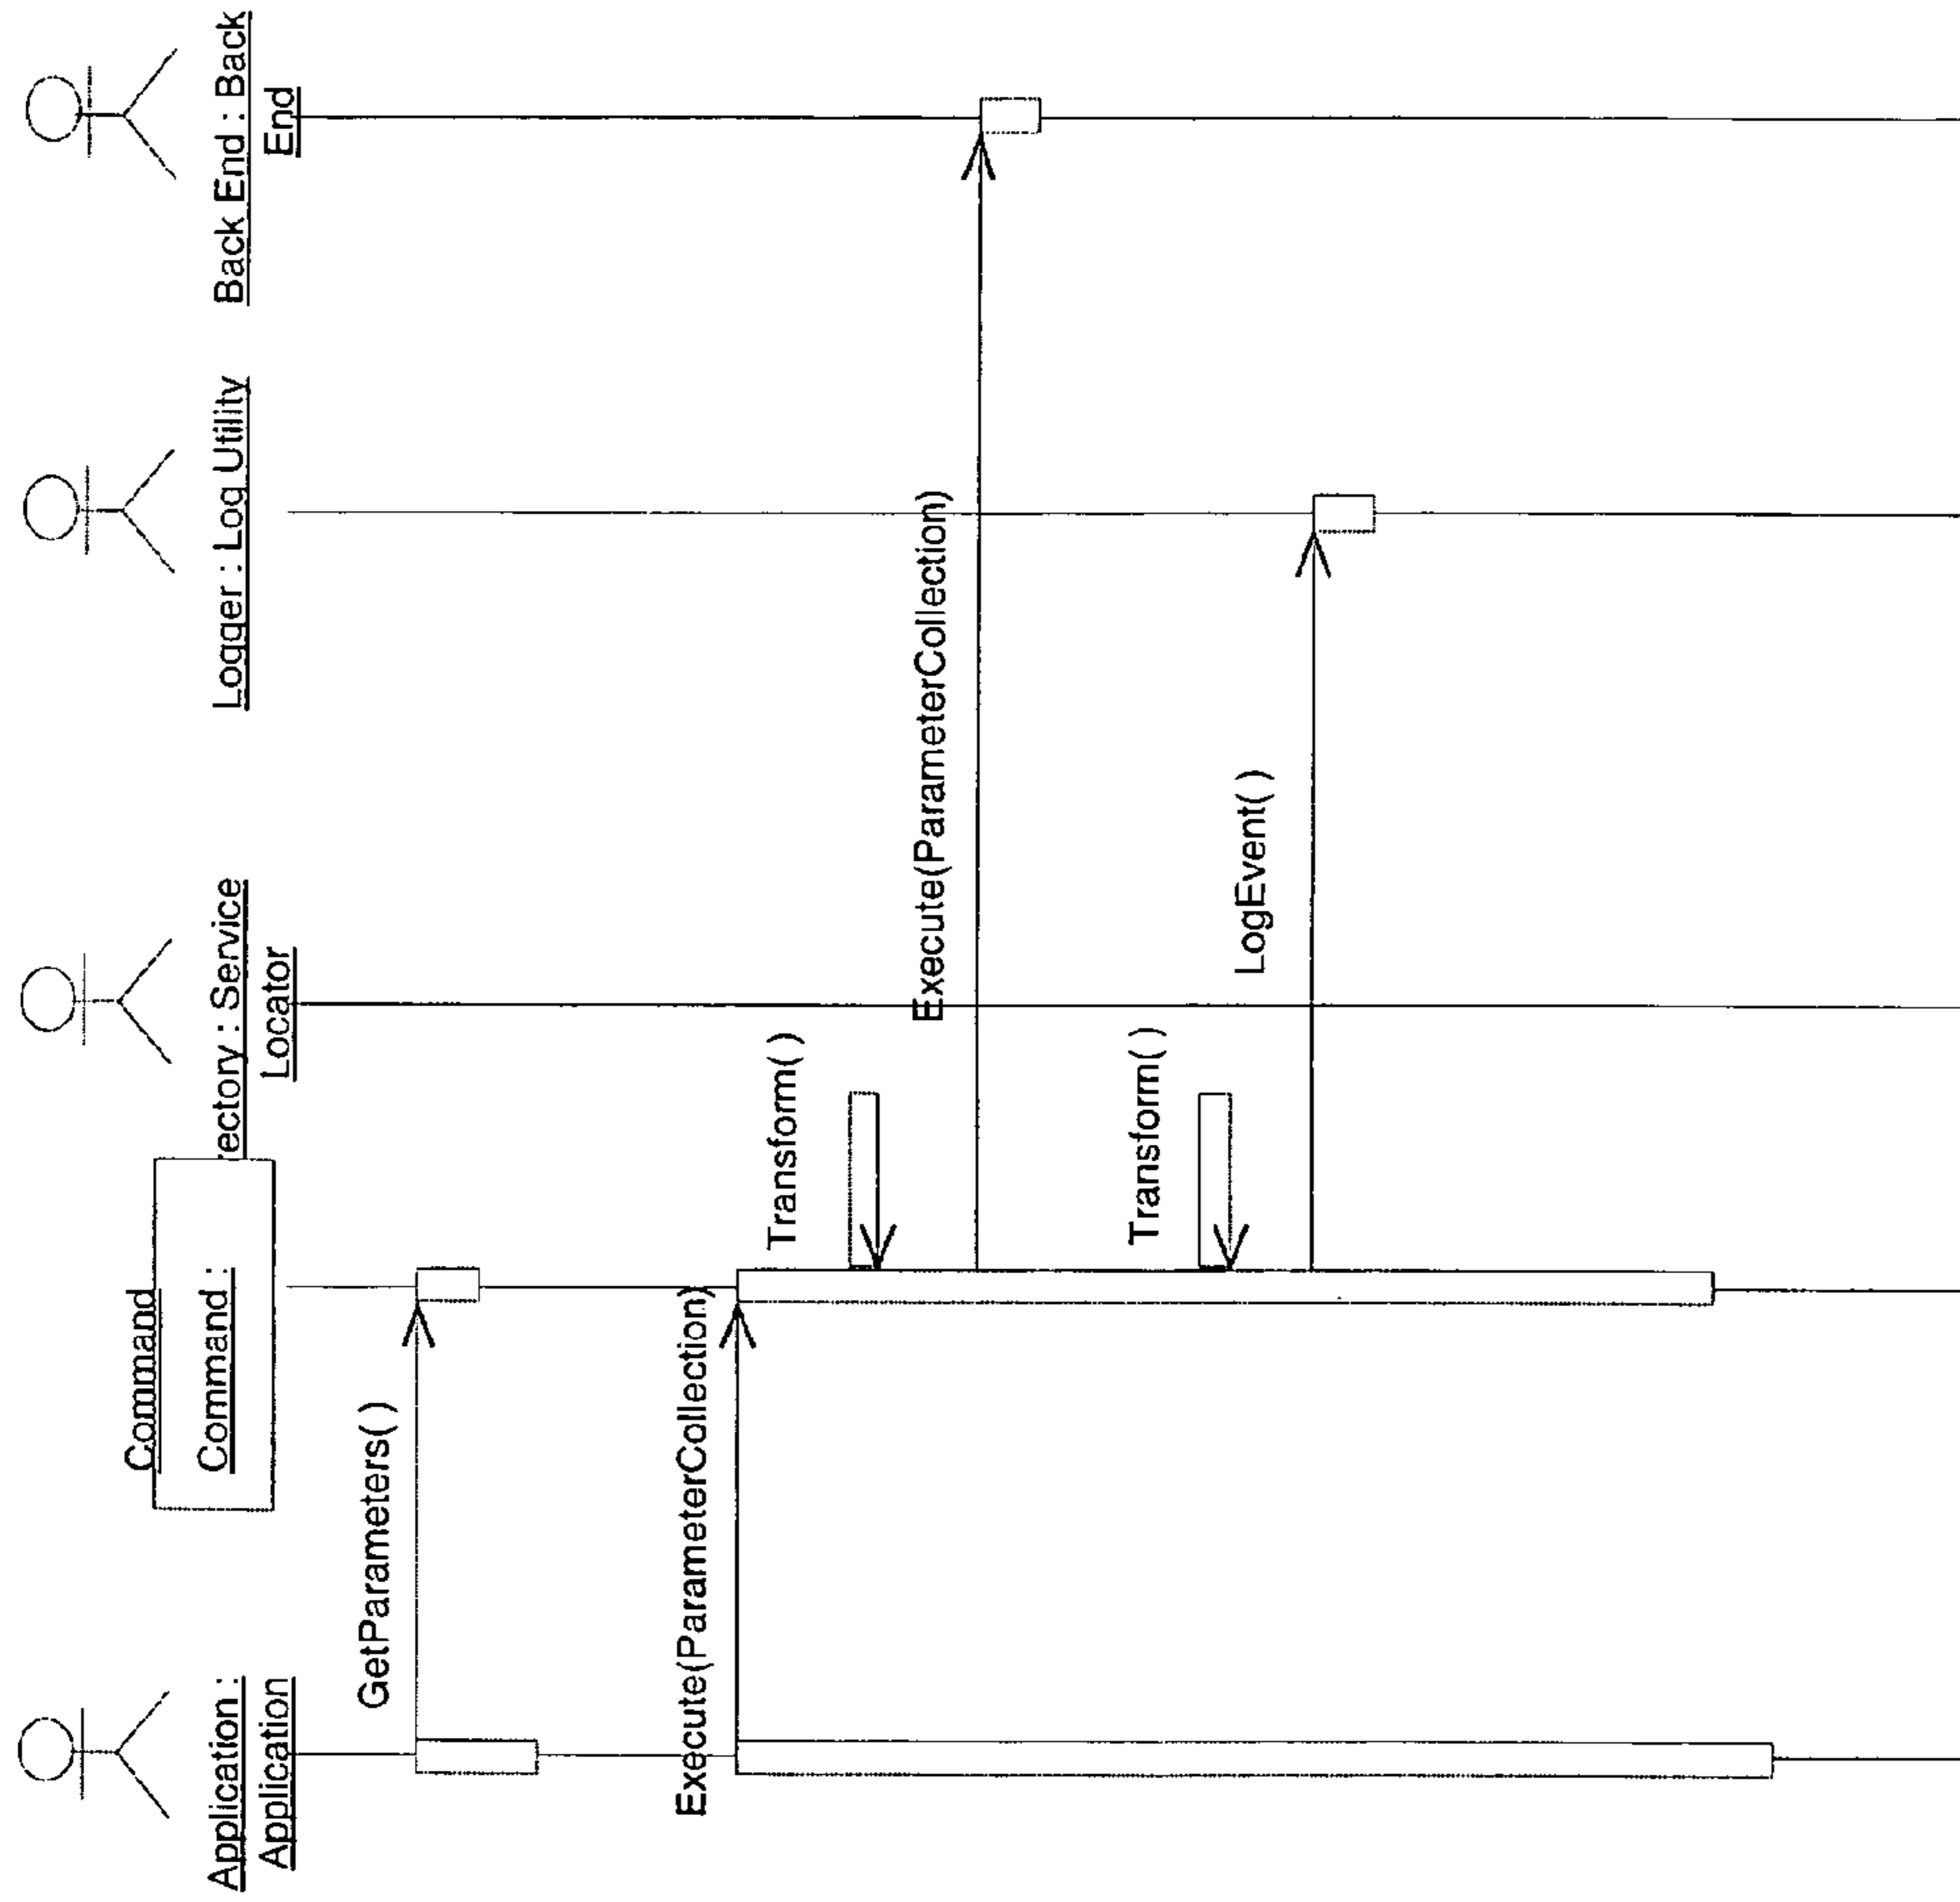 Application :
Application
Command
Command :
rectory : Service
Locator
Logger : Log Utility
Back End : Back
End
GetParameters( )
Execute(ParameterCollection)
Transform( )
Execute(ParameterCollection)
Transform( )
LogEvent( )